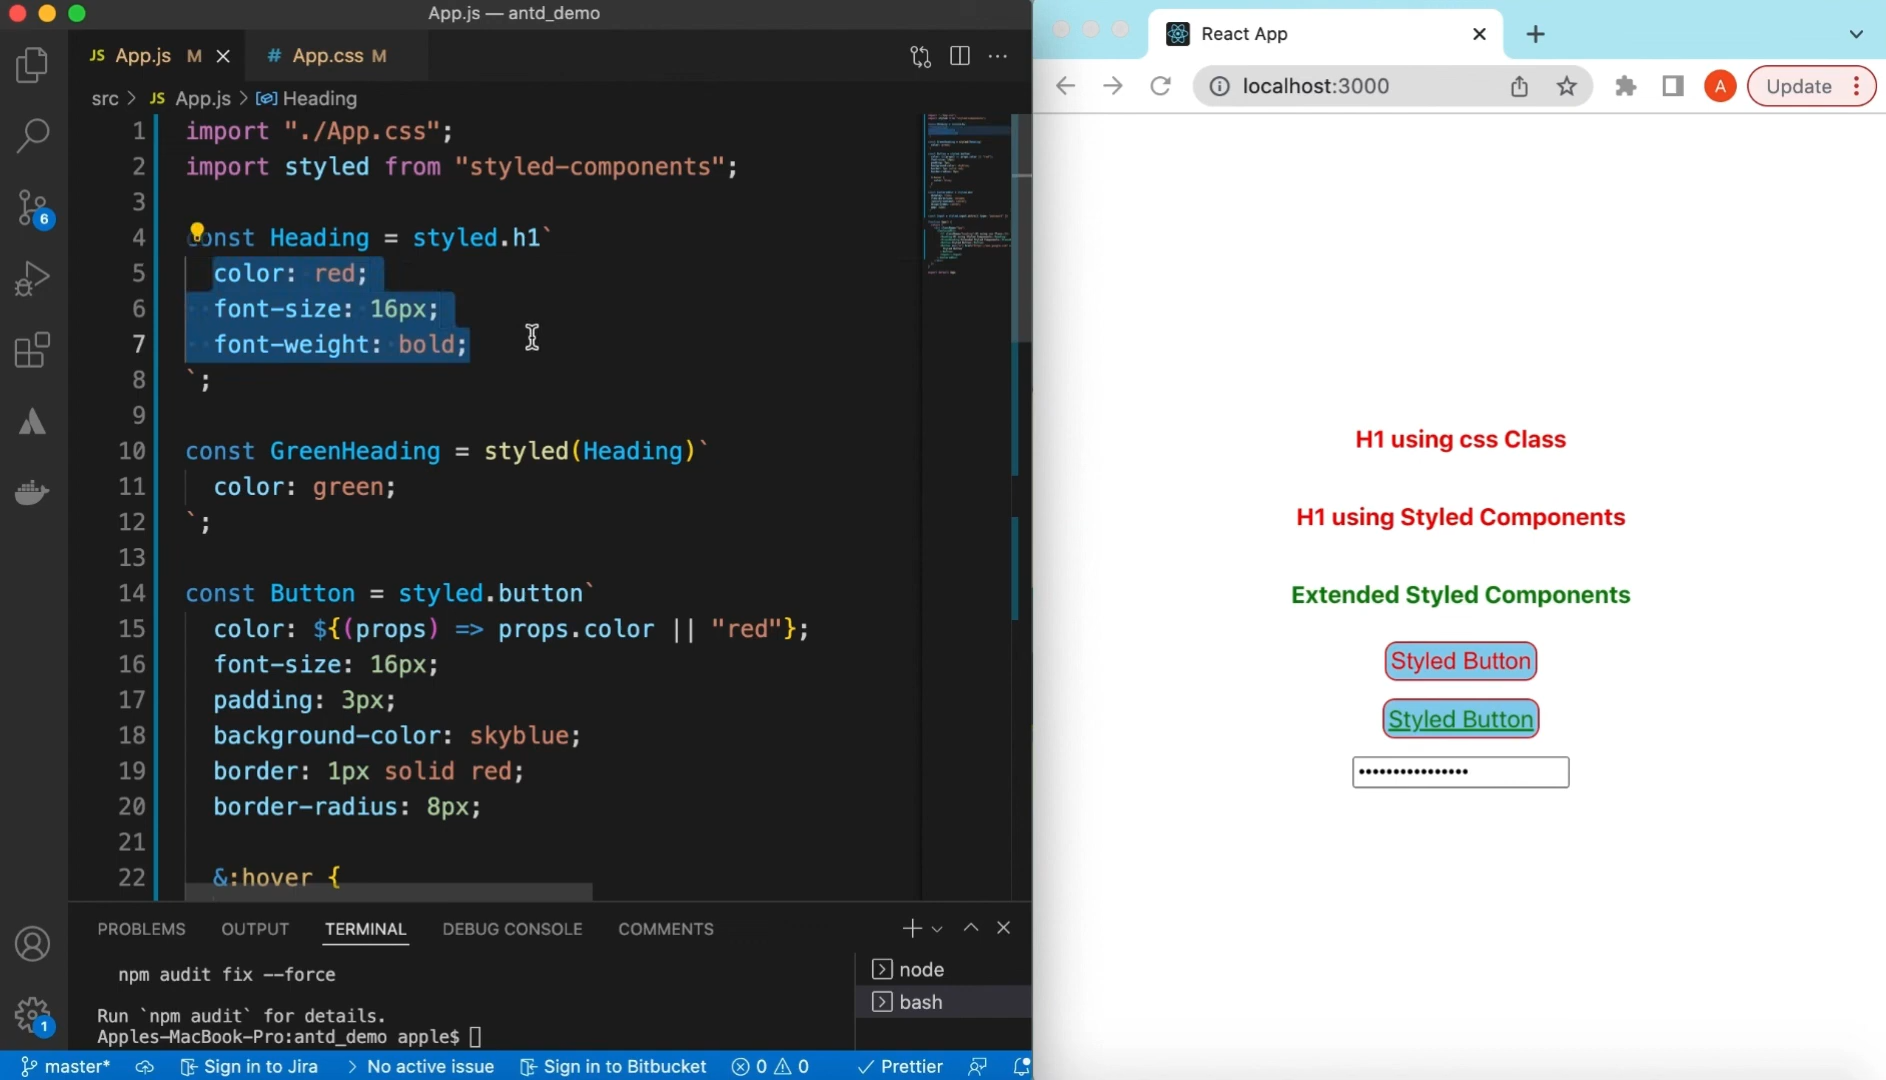 App.js — antd_demo
JS App.js M
# App.css M
src > JS App.js > Heading
1 import "./App.css";
2 import styled from "styled-components";
3
4 const Heading = styled.h1`
5 color: red;
6 font-size: 16px;
7 font-weight: bold;
8 `;
9
10 const GreenHeading = styled(Heading)`
11 color: green;
12 `;
13
14 const Button = styled.button`
15 color: ${(props) => props.color || "red"};
16 font-size: 16px;
17 padding: 3px;
18 background-color: skyblue;
19 border: 1px solid red;
20 border-radius: 8px;
21
22 &:hover {
6
1
PROBLEMS OUTPUT TERMINAL DEBUG CONSOLE COMMENTS
npm audit fix --force
Run `npm audit` for details.
Apples-MacBook-Pro:antd_demo apple$
node
bash
master* Sign in to Jira > No active issue Sign in to Bitbucket 0 0 Prettier
React App
localhost:3000
A
Update
H1 using css Class
H1 using Styled Components
Extended Styled Components
Styled Button
Styled Button
••••••••••••••••